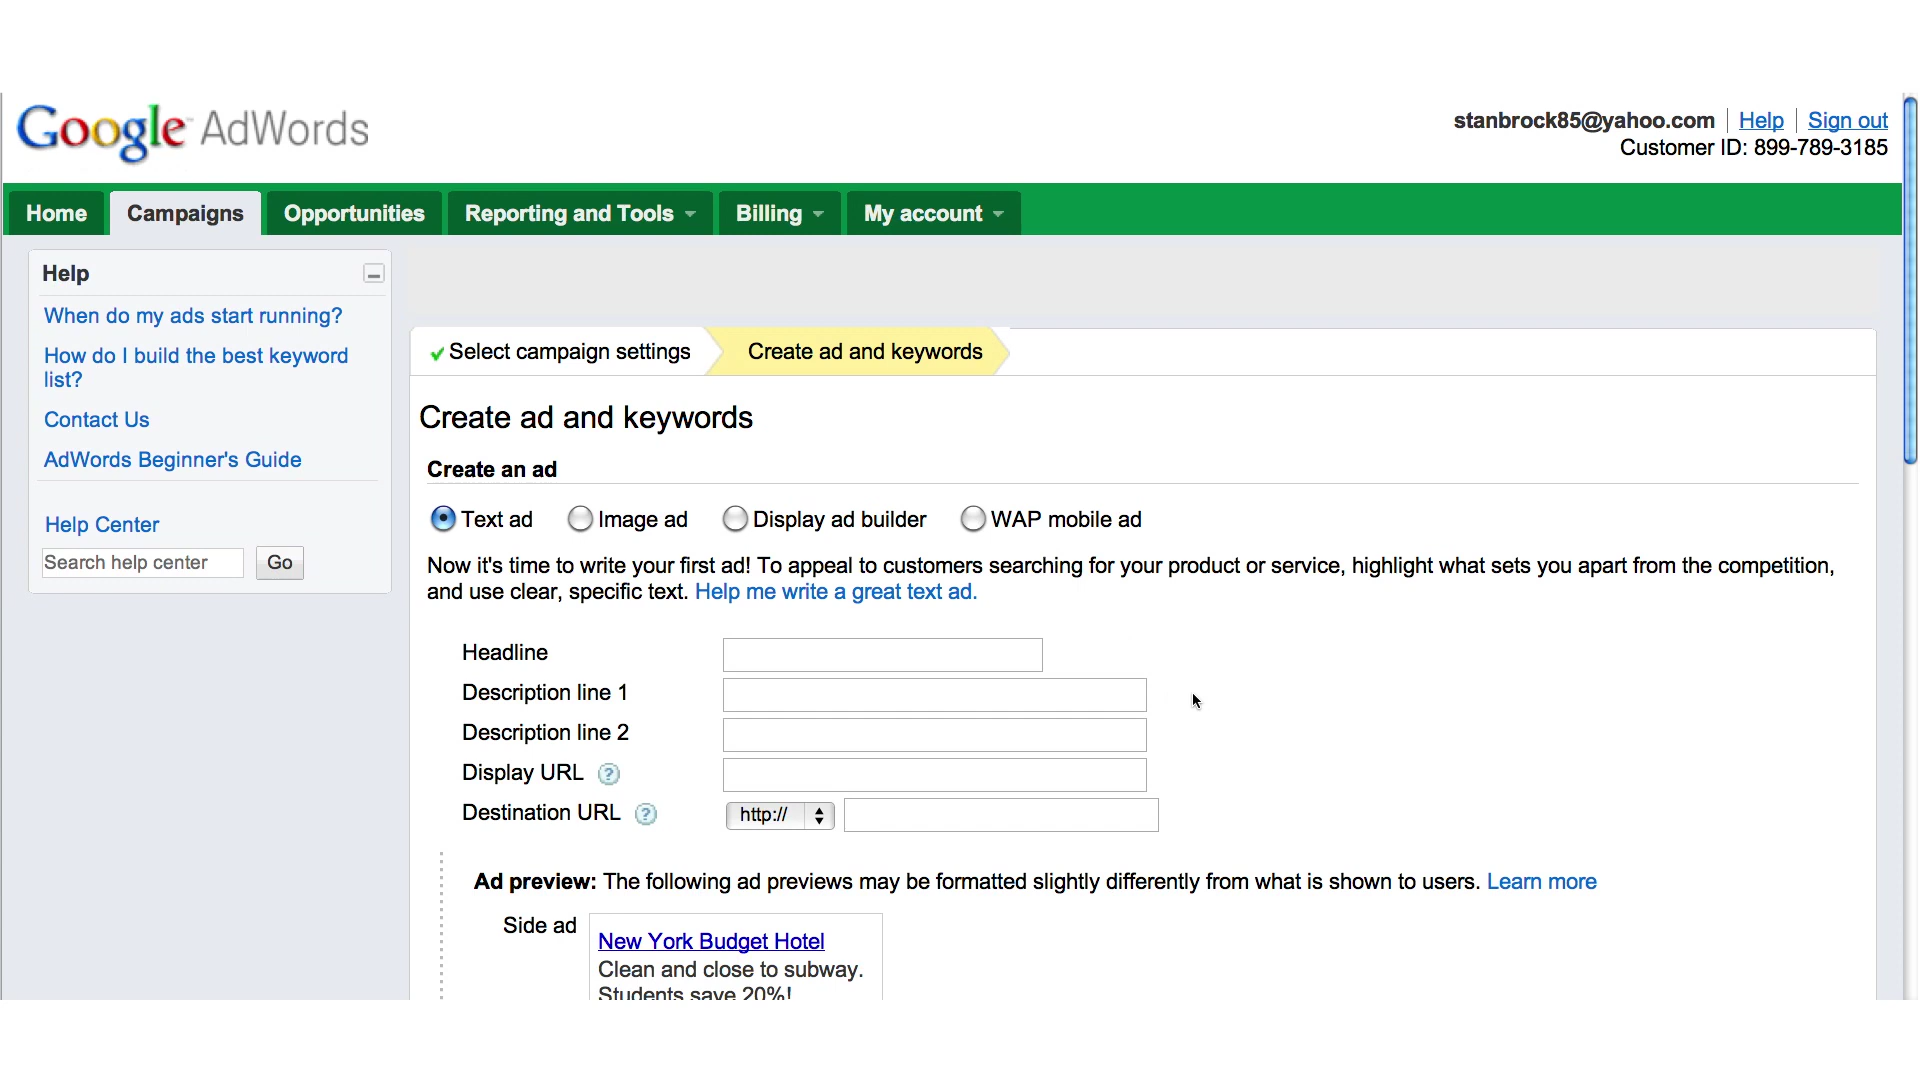 Google AdWords
stanbrock85@yahoo.com Help Sign out
Customer ID: 899-789-3185
Home Campaigns Opportunities Reporting and Tools Billing My account
Help
When do my ads start running?
How do I build the best keyword
list?
Contact Us
AdWords Beginner's Guide
Help Center
Search help center Go
Select campaign settings Create ad and keywords
Create ad and keywords
Create an ad
Text ad Image ad Display ad builder WAP mobile ad
Now it's time to write your first ad! To appeal to customers searching for your product or service, highlight what sets you apart from the competition,
and use clear, specific text. Help me write a great text ad.
Headline
Description line 1
Description line 2
Display URL ?
Destination URL ? http://
Ad preview: The following ad previews may be formatted slightly differently from what is shown to users. Learn more
Side ad
New York Budget Hotel
Clean and close to subway.
Students save 20%!